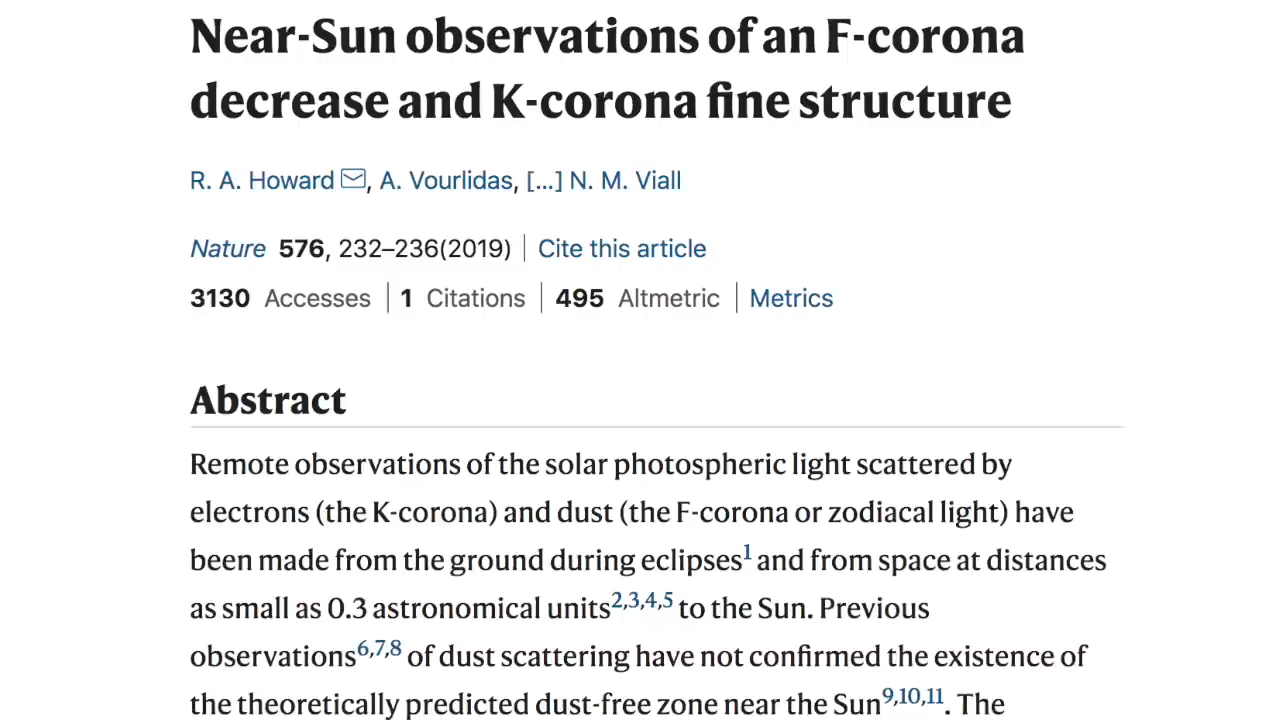 Near-Sun observations of an F-corona
decrease and K-corona fine structure
R. A. Howard, A. Vourlidas, [...] N. M. Viall
Nature 576, 232–236(2019) | Cite this article
3130 Accesses | 1 Citations | 495 Altmetric | Metrics
Abstract
Remote observations of the solar photospheric light scattered by
electrons (the K-corona) and dust (the F-corona or zodiacal light) have
been made from the ground during eclipses1 and from space at distances
as small as 0.3 astronomical units2,3,4,5 to the Sun. Previous
observations6,7,8 of dust scattering have not confirmed the existence of
the theoretically predicted dust-free zone near the Sun9,10,11. The